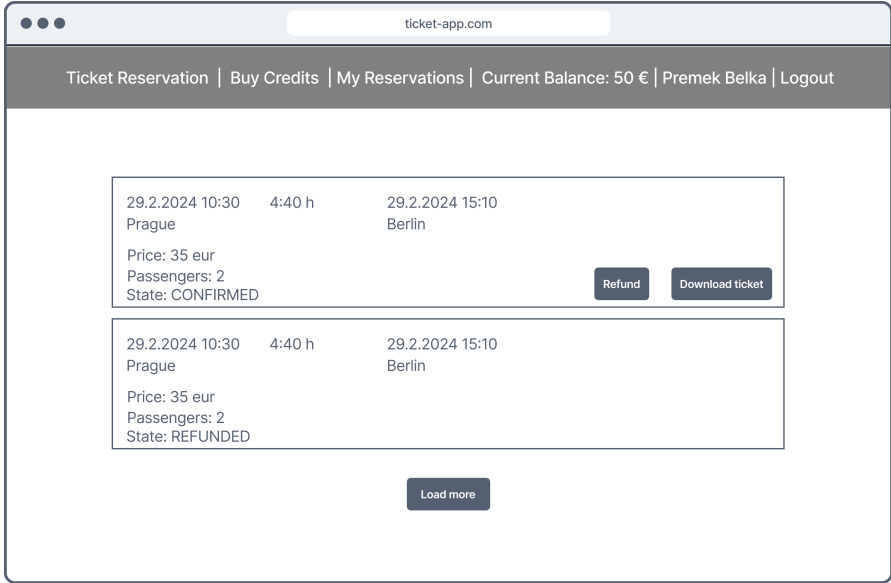 ticket-app.com
Ticket Reservation | Buy Credits | My Reservations | Current Balance: 50 € | Premek Belka | Logout
29.2.2024 10:30 4:40 h 29.2.2024 15:10
Prague Berlin
Price: 35 eur
Passengers: 2
State: CONFIRMED
Refund Download ticket
29.2.2024 10:30 4:40 h 29.2.2024 15:10
Prague Berlin
Price: 35 eur
Passengers: 2
State: REFUNDED
Load more